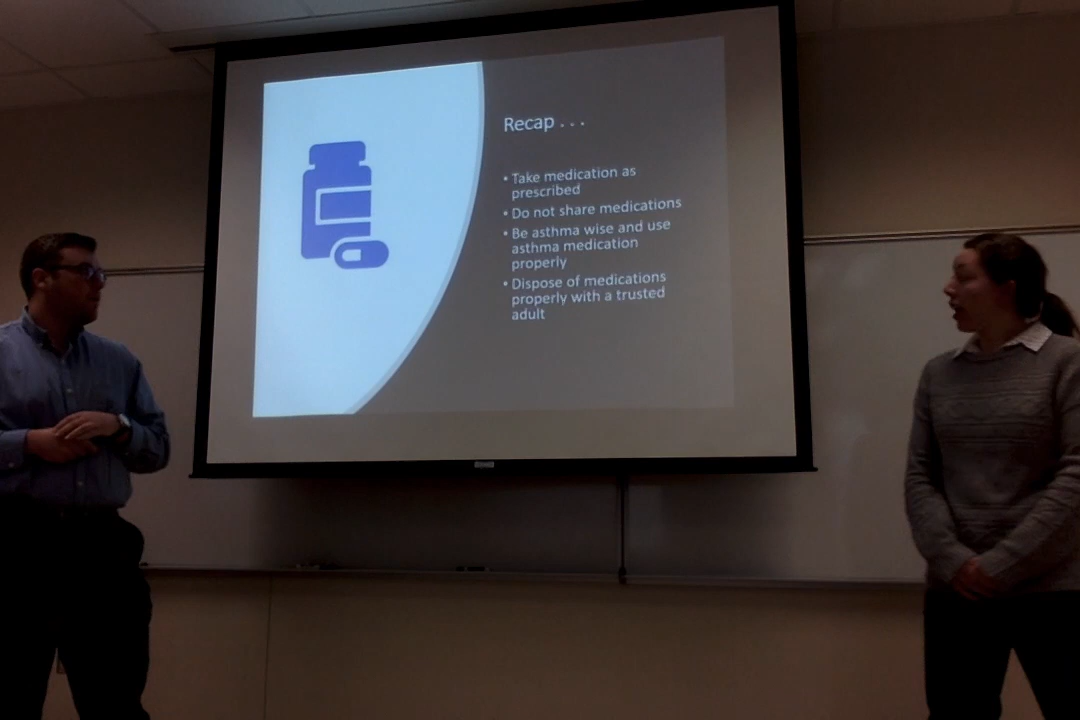 Recap . . .
• Take medication as
prescribed
• Do not share medications
• Be asthma wise and use
asthma medication
properly
• Dispose of medications
properly with a trusted
adult